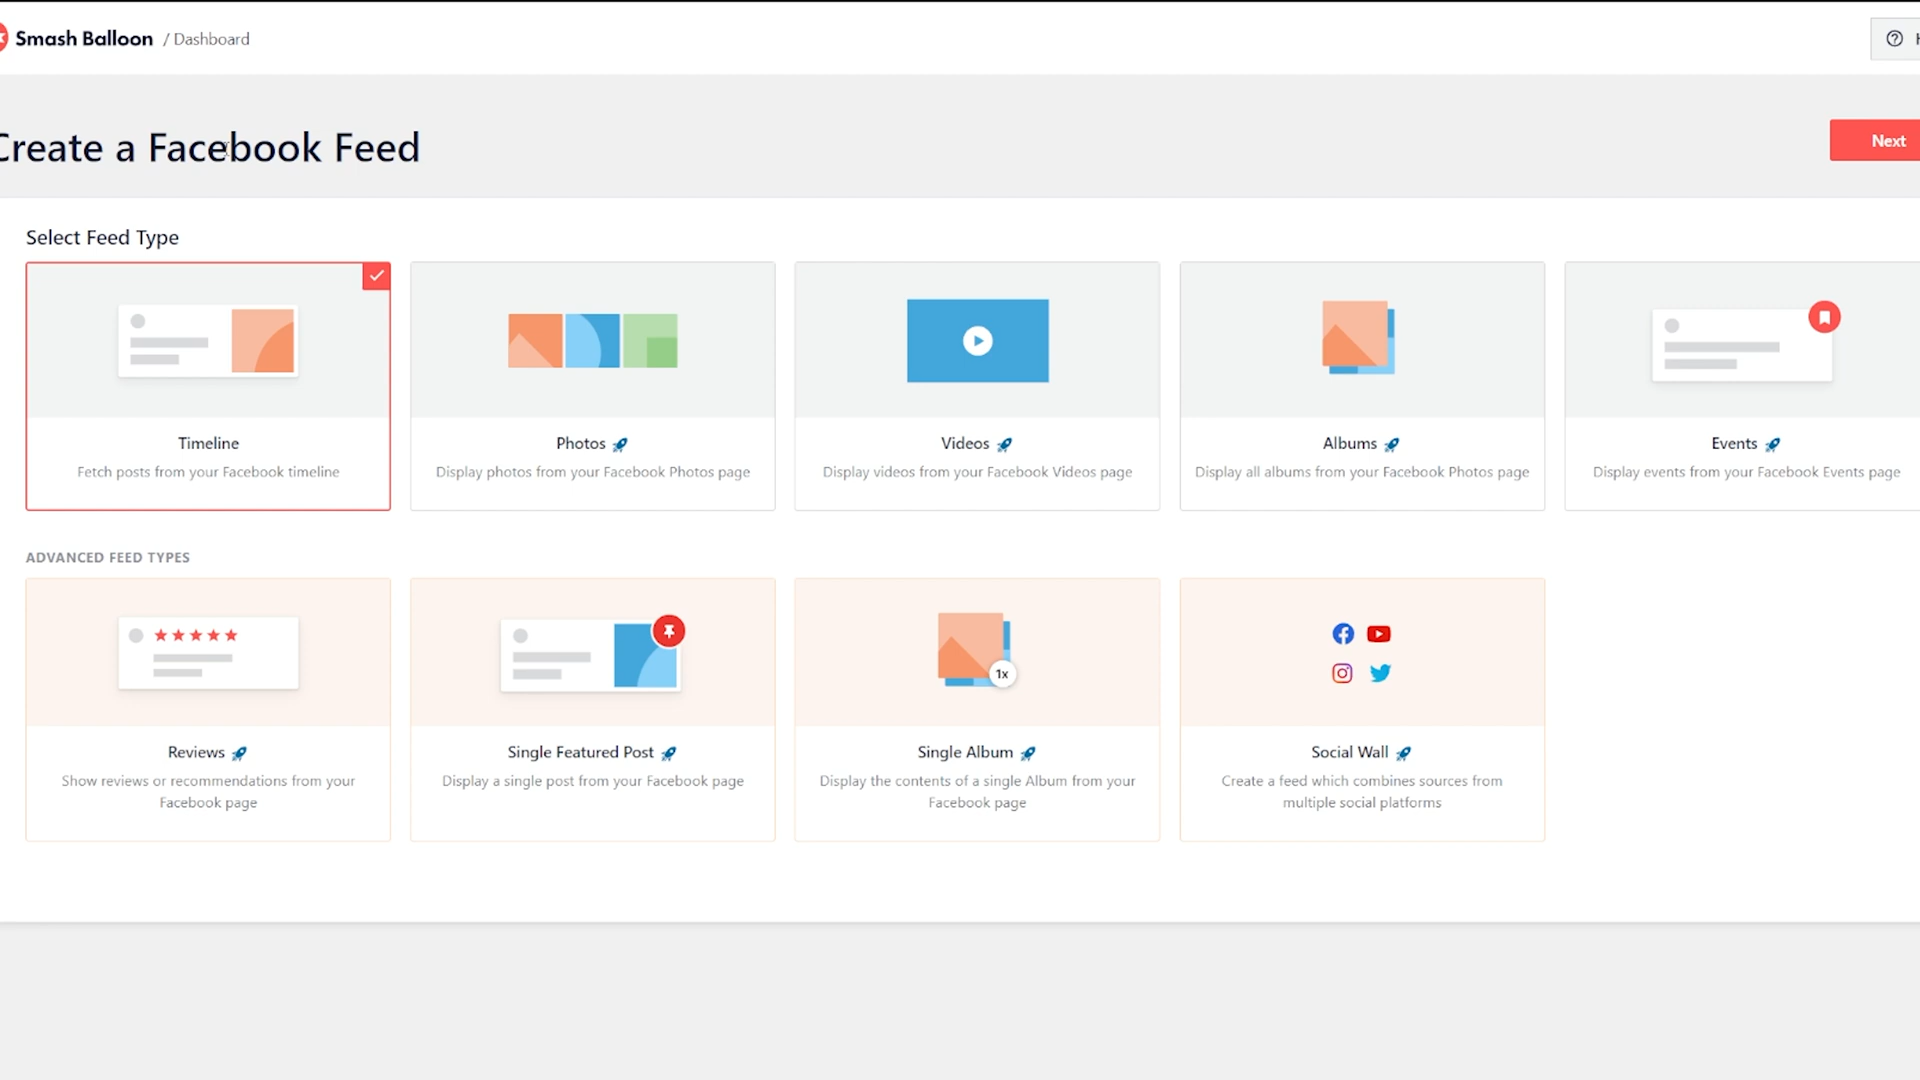 Smash Balloon / Dashboard
Create a Facebook Feed
Next
Select Feed Type
Timeline
Fetch posts from your Facebook timeline
Photos
Display photos from your Facebook Photos page
Videos
Display videos from your Facebook Videos page
Albums
Display all albums from your Facebook Photos page
Events
Display events from your Facebook Events page
ADVANCED FEED TYPES
1x
Reviews
Show reviews or recommendations from your
Facebook page
Single Featured Post
Display a single post from your Facebook page
Single Album
Display the contents of a single Album from your
Facebook page
Social Wall
Create a feed which combines sources from
multiple social platforms